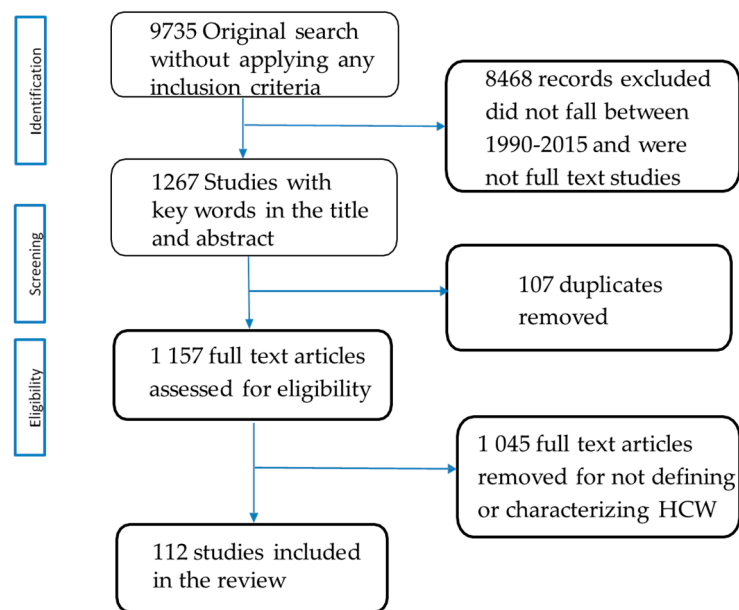 Identification
9735 Original search
without applying any
inclusion criteria
8468 records excluded
did not fall between
1990-2015 and were
not full text studies
1267 Studies with
key words in the title
and abstract
Screening
107 duplicates
removed
1 157 full text articles
assessed for eligibility
Eligibility
1 045 full text articles
removed for not defining
or characterizing HCW
112 studies included
in the review